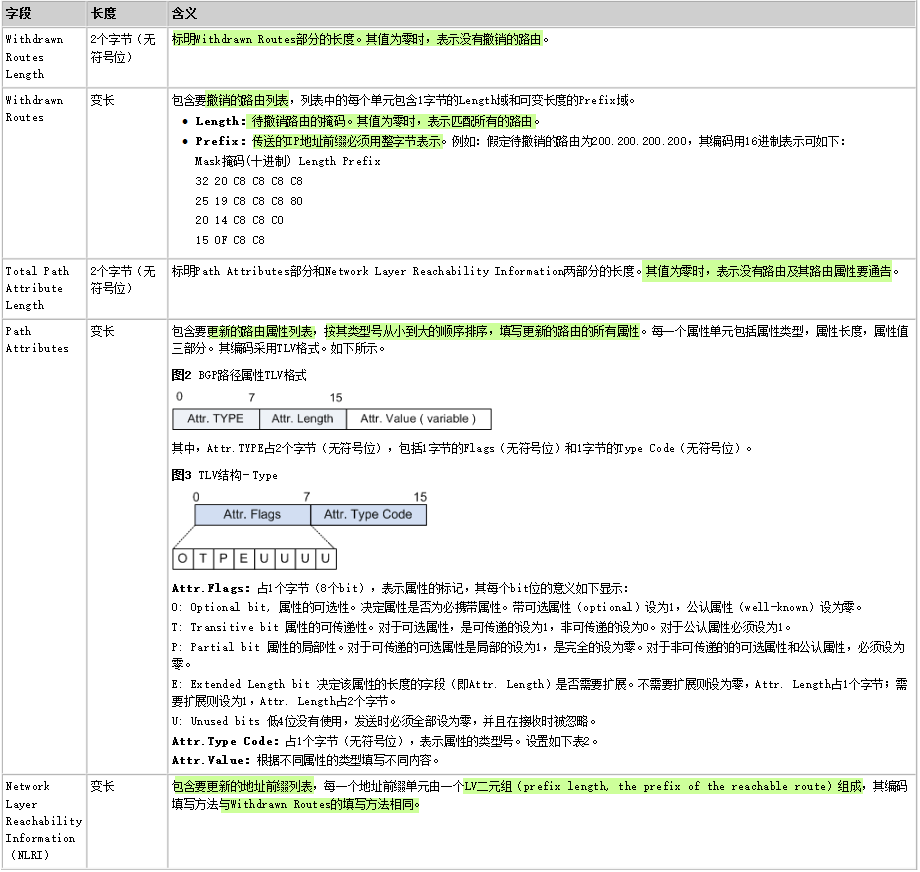 字段 长度 含义
Withdrawn Routes Length
2个字节（无符号位）
标明Withdrawn Routes部分的长度。其值为零时，表示没有撤销的路由。
Withdrawn Routes
变长
包含要撤销的路由列表，列表中的每个单元包含1字节的Length域和可变长度的Prefix域。
• Length：待撤销路由的掩码。其值为零时，表示匹配所有的路由。
• Prefix：传送的IP地址前缀必须用整字节表示。例如：假定待撤销的路由为200.200.200.200，其编码用16进制表示可如下：
Mask掩码(十进制) Length Prefix
32 20 C8 C8 C8 C8
25 19 C8 C8 C8 80
20 14 C8 C8 C0
15 0F C8 C8
Total Path Attribute Length
2个字节（无符号位）
标明Path Attributes部分和Network Layer Reachability Information两部分的长度。其值为零时，表示没有路由及其路由属性要通告。
Path Attributes
变长
包含要更新的路由属性列表，按其类型号从小到大的顺序排序，填写更新的路由的所有属性。每一个属性单元包括属性类型，属性长度，属性值
三部分。其编码采用TLV格式。如下所示。
图2 BGP路径属性TLV格式
0 7 15
Attr. TYPE Attr. Length Attr. Value ( variable )
其中，Attr.TYPE占2个字节（无符号位），包括1字节的Flags（无符号位）和1字节的Type Code（无符号位）。
图3 TLV结构－Type
0 7 15
Attr. Flags Attr. Type Code
O T P E U U U U
Attr.Flags：占1个字节（8个bit），表示属性的标记，其每个bit位的意义如下显示：
O: Optional bit, 属性的可选性。决定属性是否为必携带属性。带可选属性（optional）设为1，公认属性（well-known）设为零。
T: Transitive bit 属性的可传递性。对于可选属性，是可传递的设为1，非可传递的设为0。对于公认属性必须设为1。
P: Partial bit 属性的局部性。对于可传递的可选属性是局部的设为1，是完全的设为零。对于非可传递的的可选属性和公认属性，必须设为
零。
E: Extended Length bit 决定该属性的长度的字段（即Attr. Length）是否需要扩展。不需要扩展则设为零，Attr. Length占1个字节；需
要扩展则设为1，Attr. Length占2个字节。
U: Unused bits 低4位没有使用，发送时必须全部设为零，并且在接收时被忽略。
Attr.Type Code：占1个字节（无符号位），表示属性的类型号。设置如下表2。
Attr.Value：根据不同属性的类型填写不同内容。
Network Layer Reachability Information（NLRI）
变长
包含要更新的地址前缀列表，每一个地址前缀单元由一个LV二元组（prefix length, the prefix of the reachable route）组成，其编码
填写方法与Withdrawn Routes的填写方法相同。